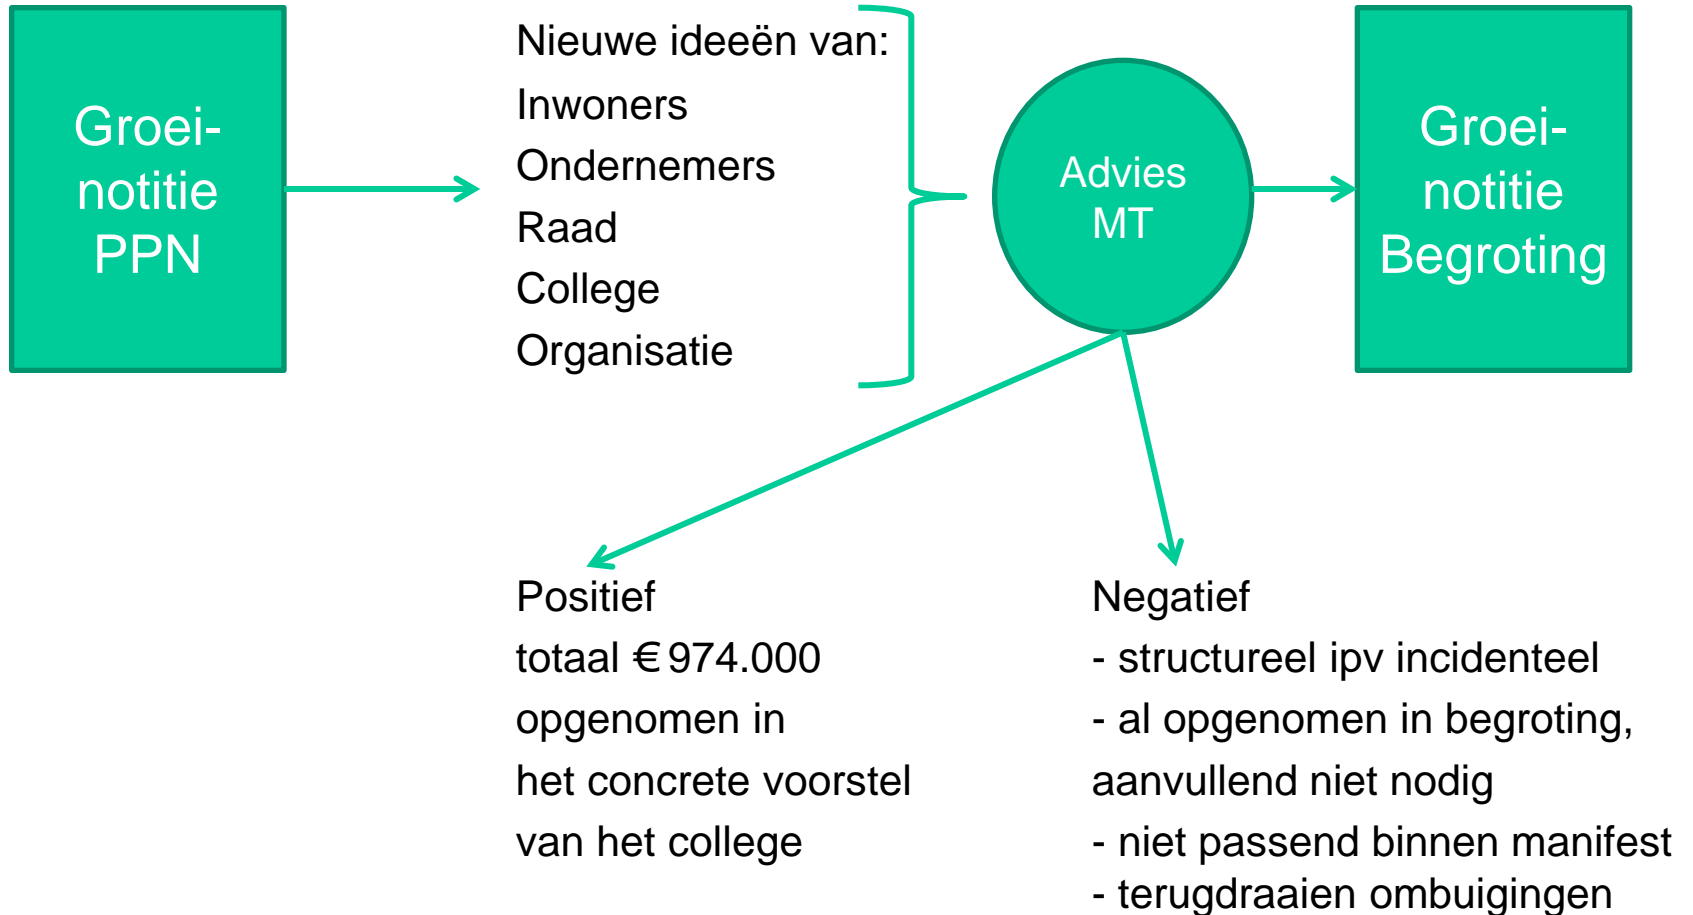 Groei-
notitie
PPN
Nieuwe ideeën van:
Inwoners
Ondernemers
Raad
College
Organisatie
Advies
MT
Groei-
notitie
Begroting
Positief
totaal € 974.000
opgenomen in
het concrete voorstel
van het college
Negatief
- structureel ipv incidenteel
- al opgenomen in begroting,
aanvullend niet nodig
- niet passend binnen manifest
- terugdraaien ombuigingen